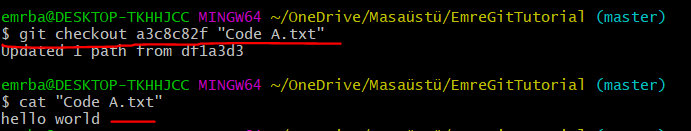 emrba@DESKTOP-TKHHJCC MINGW64 ~/OneDrive/Masaüstü/EmreGitTutorial (master)
$ git checkout a3c8c82f "Code A.txt"
Updated 1 path from df1a3d3
emrba@DESKTOP-TKHHJCC MINGW64 ~/OneDrive/Masaüstü/EmreGitTutorial (master)
$ cat "Code A.txt"
hello world